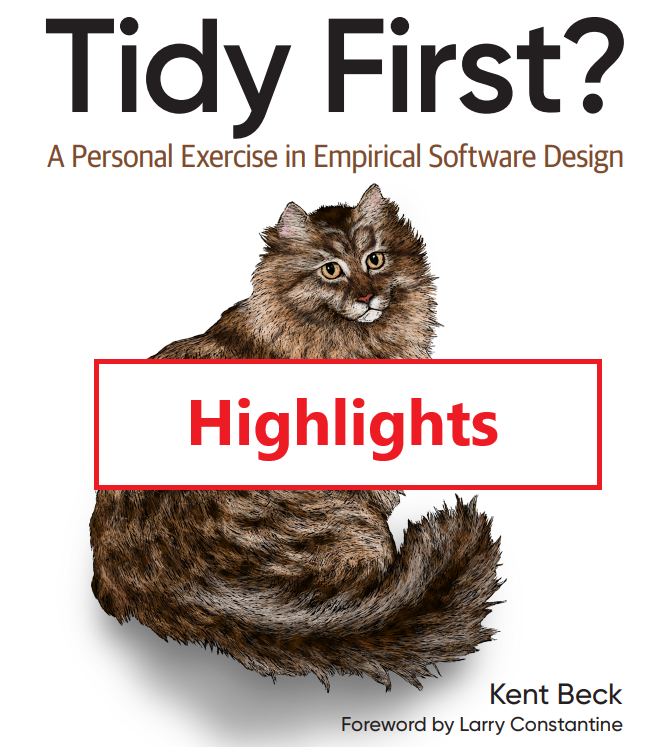 Tidy First?
A Personal Exercise in Empirical Software Design
Highlights
Kent Beck
Foreword by Larry Constantine